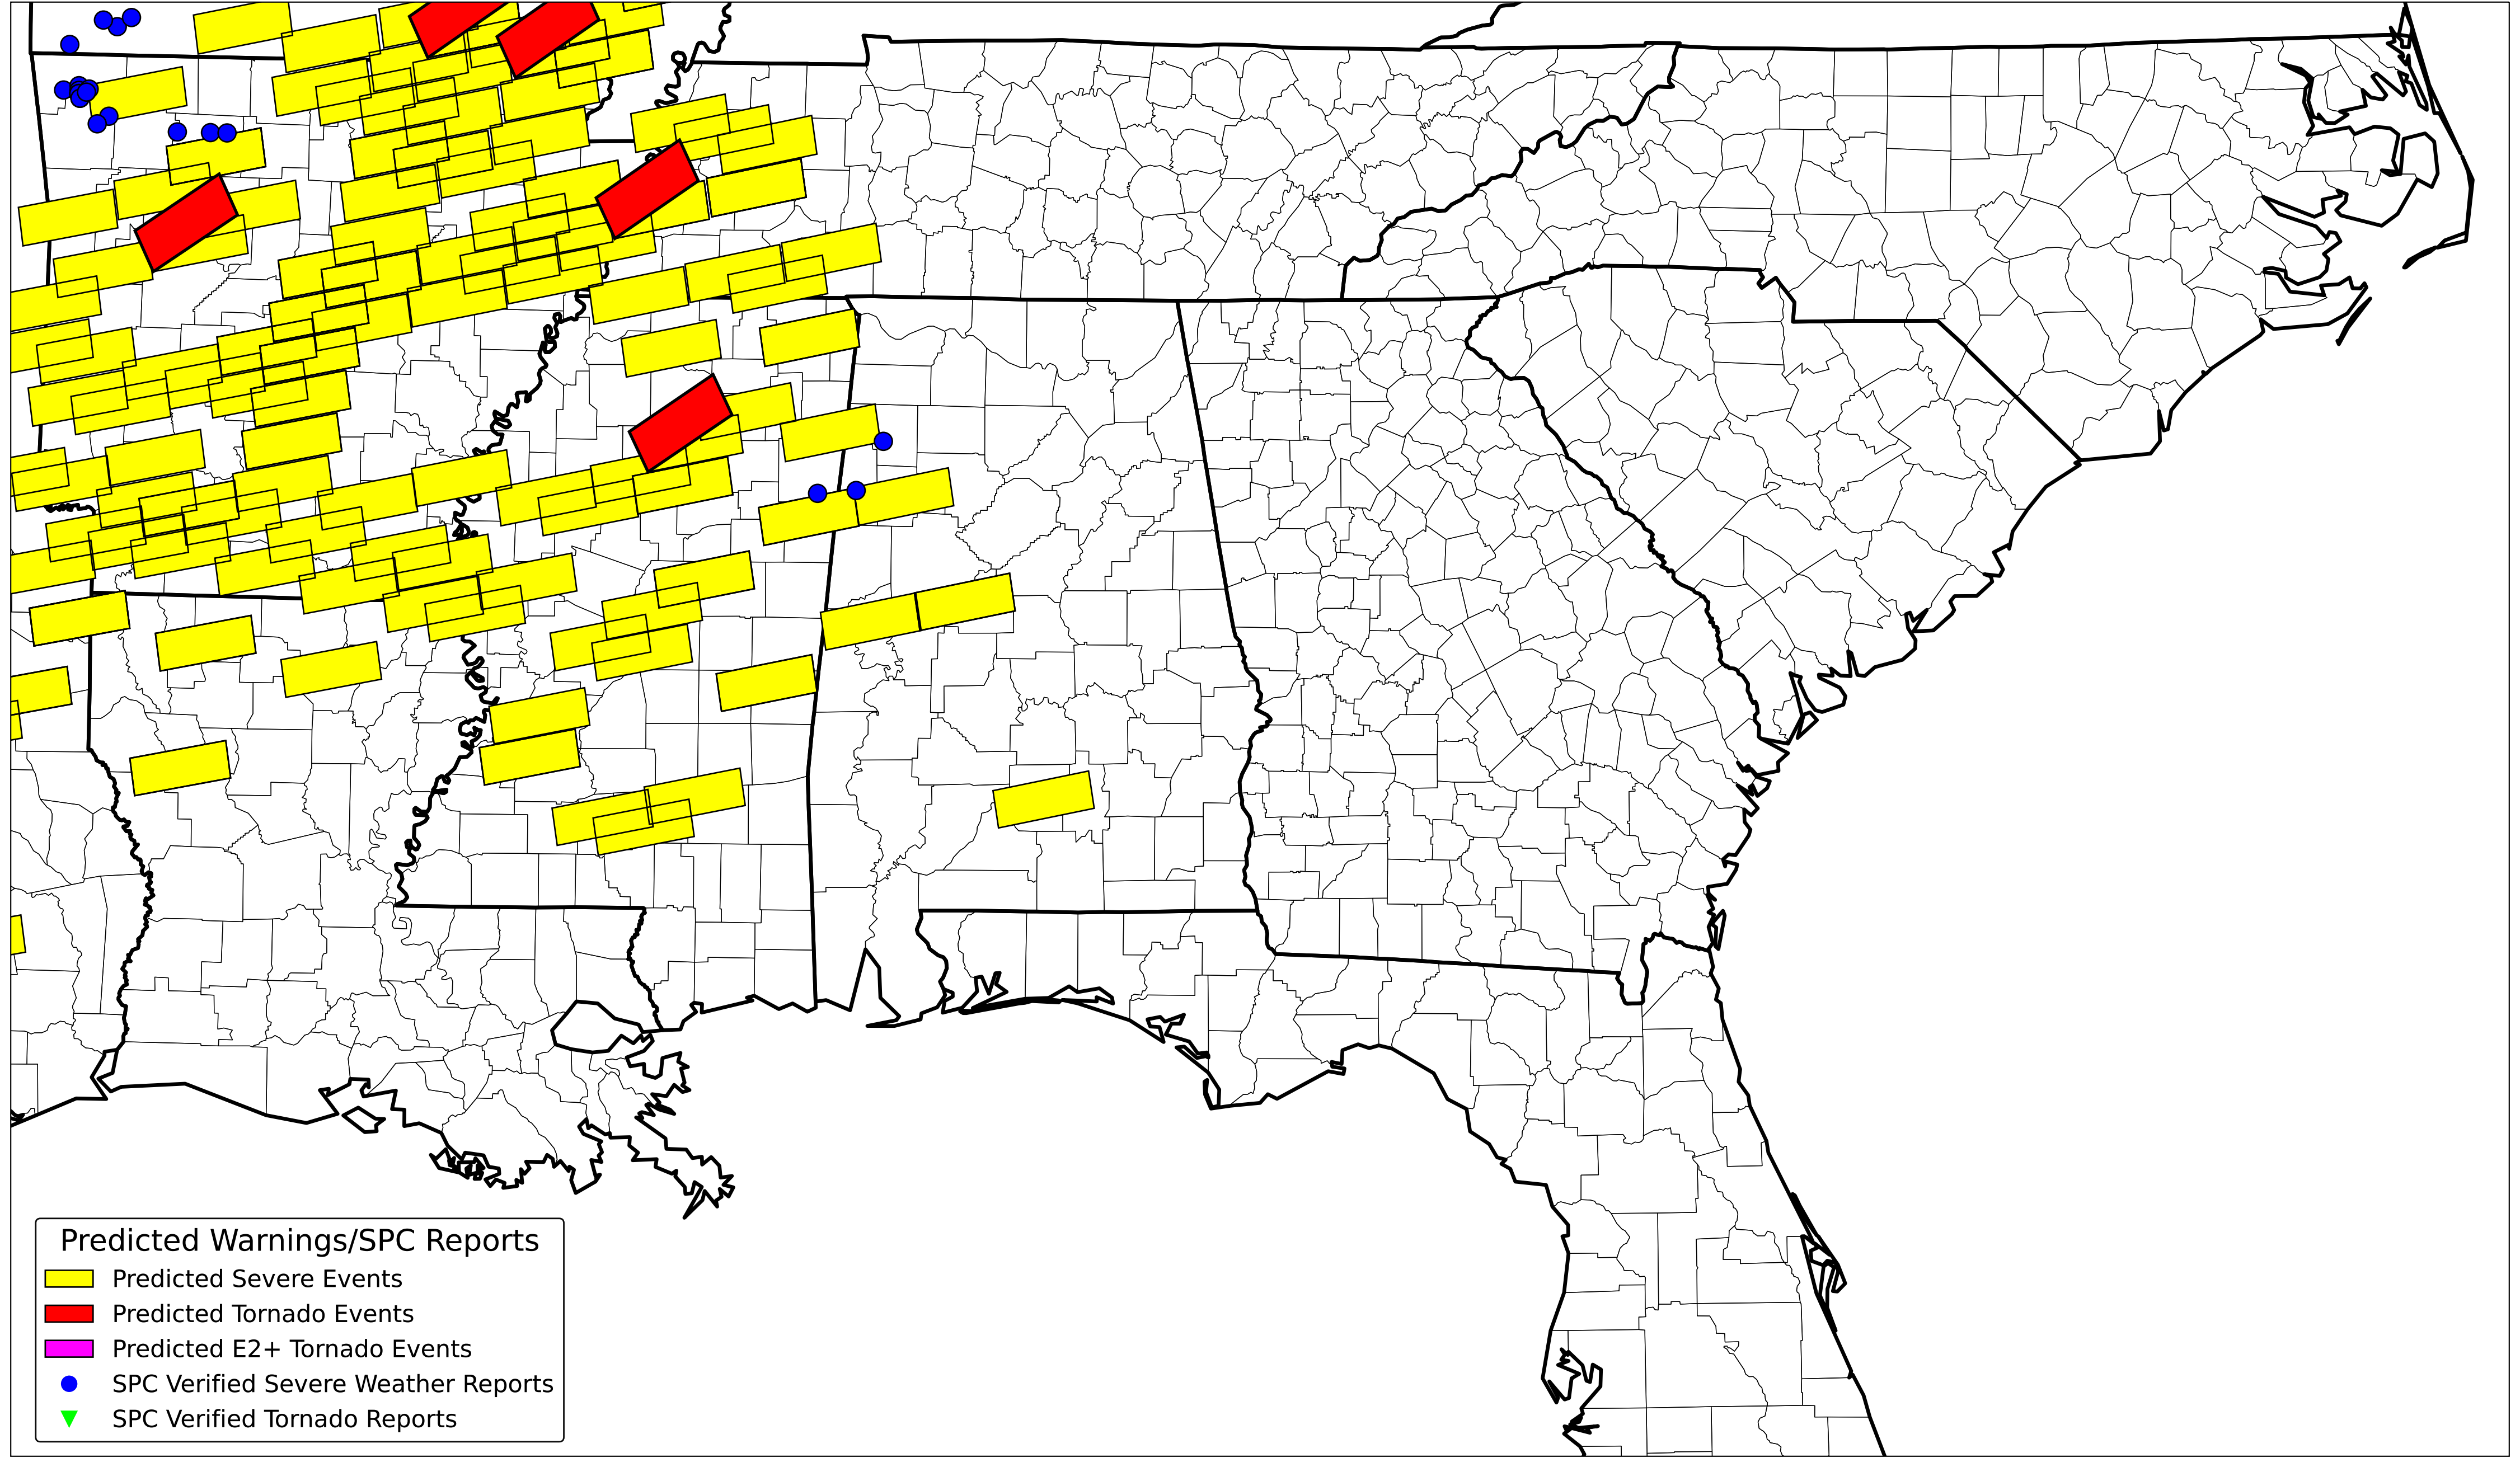 Predicted Warnings/SPC Reports
Predicted Severe Events
Predicted Tornado Events
Predicted E2+ Tornado Events
SPC Verified Severe Weather Reports
SPC Verified Tornado Reports